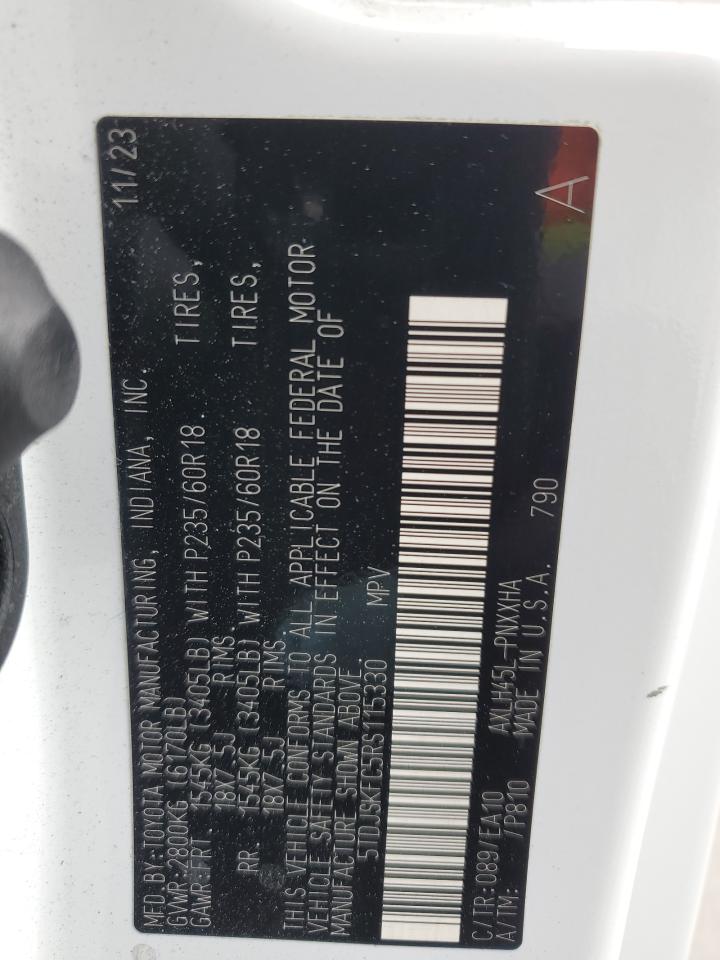 MFD.BY:TOYOTA MOTOR MANUFACTURING, INDIANA, INC. 11/23
GVWR:2800KG (6170LB)
GAWR:FRT 1545KG (3405LB) WITH P235/60R18. TIRES,
18X7.5J RIMS.
RR. 1545KG (3405LB) WITH P235/60R18 TIRES,
18X7.5J RIMS.
THIS VEHICLE CONFORMS TO ALL APPLICABLE FEDERAL MOTOR
VEHICLE SAFETY STANDARDS IN EFFECT ON THE DATE OF
MANUFACTURE SHOWN ABOVE.
5TDJSKFC5RS115330 MPV
C/TR:089/EA10 AXLH45L-PNXXHA 790 A
A/TM: /P810 MADE IN U.S.A.